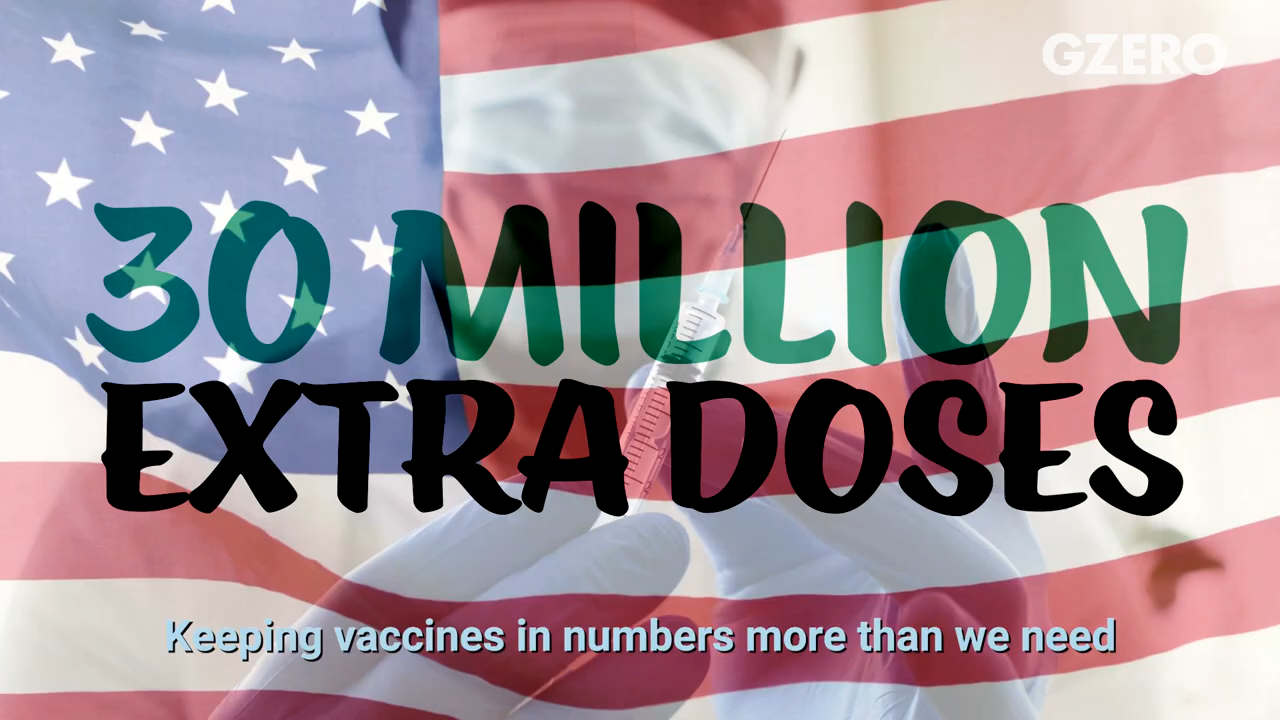 GZERO
30 MILLION
EXTRA DOSES
Keeping vaccines in numbers more than we need